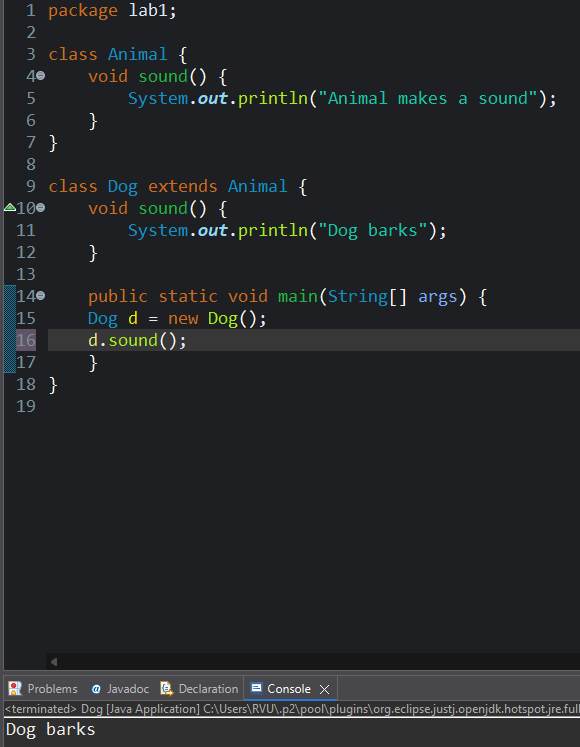 1 package lab1;
2
3 class Animal {
4 void sound() {
5 System.out.println("Animal makes a sound");
6 }
7 }
8
9 class Dog extends Animal {
10 void sound() {
11 System.out.println("Dog barks");
12 }
13
14 public static void main(String[] args) {
15 Dog d = new Dog();
16 d.sound();
17 }
18 }
19
Problems @ Javadoc Declaration Console
<terminated> Dog [Java Application] C:\Users\RVU\.p2\pool\plugins\org.eclipse.justj.openjdk.hotspot.jre.full
Dog barks